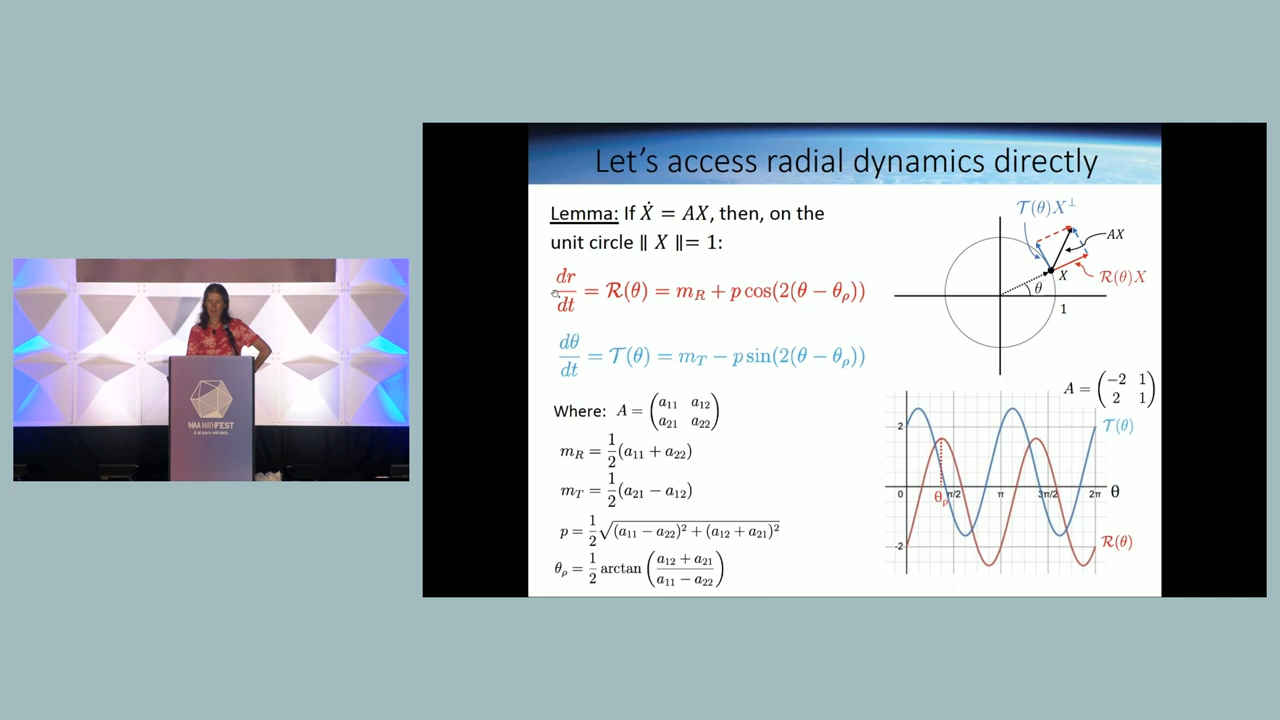 Let's access radial dynamics directly
Lemma: If Ẋ = AX, then, on the
unit circle ‖ X ‖= 1:
dr/dt = R(θ) = m_R + p cos(2(θ − θ_ρ))
dθ/dt = T(θ) = m_T − p sin(2(θ − θ_ρ))
Where: A = (a₁₁ a₁₂
a₂₁ a₂₂)
m_R = 1/2(a₁₁ + a₂₂)
m_T = 1/2(a₂₁ − a₁₂)
p = 1/2√((a₁₁ − a₂₂)² + (a₁₂ + a₂₁)²)
θ_ρ = 1/2 arctan((a₁₂ + a₂₁)/(a₁₁ − a₂₂))
T(θ)X^⊥
AX
X
R(θ)X
θ
1
A = (−2 1
2 1)
T(θ)
2
0
θ_ρ
π/2
π
3π/2
2π
θ
-2
R(θ)
MAA MATHFEST